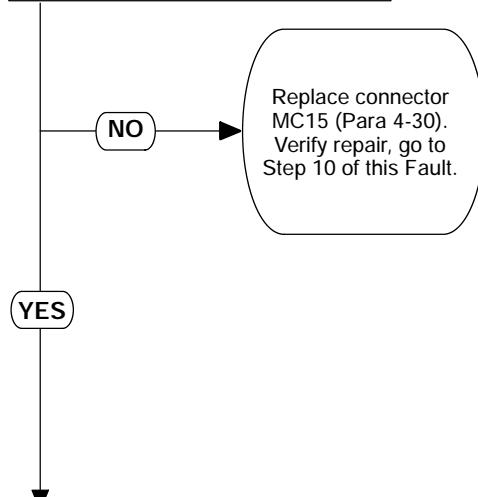 NO
Replace connector
MC15 (Para 4-30).
Verify repair, go to
Step 10 of this Fault.
YES